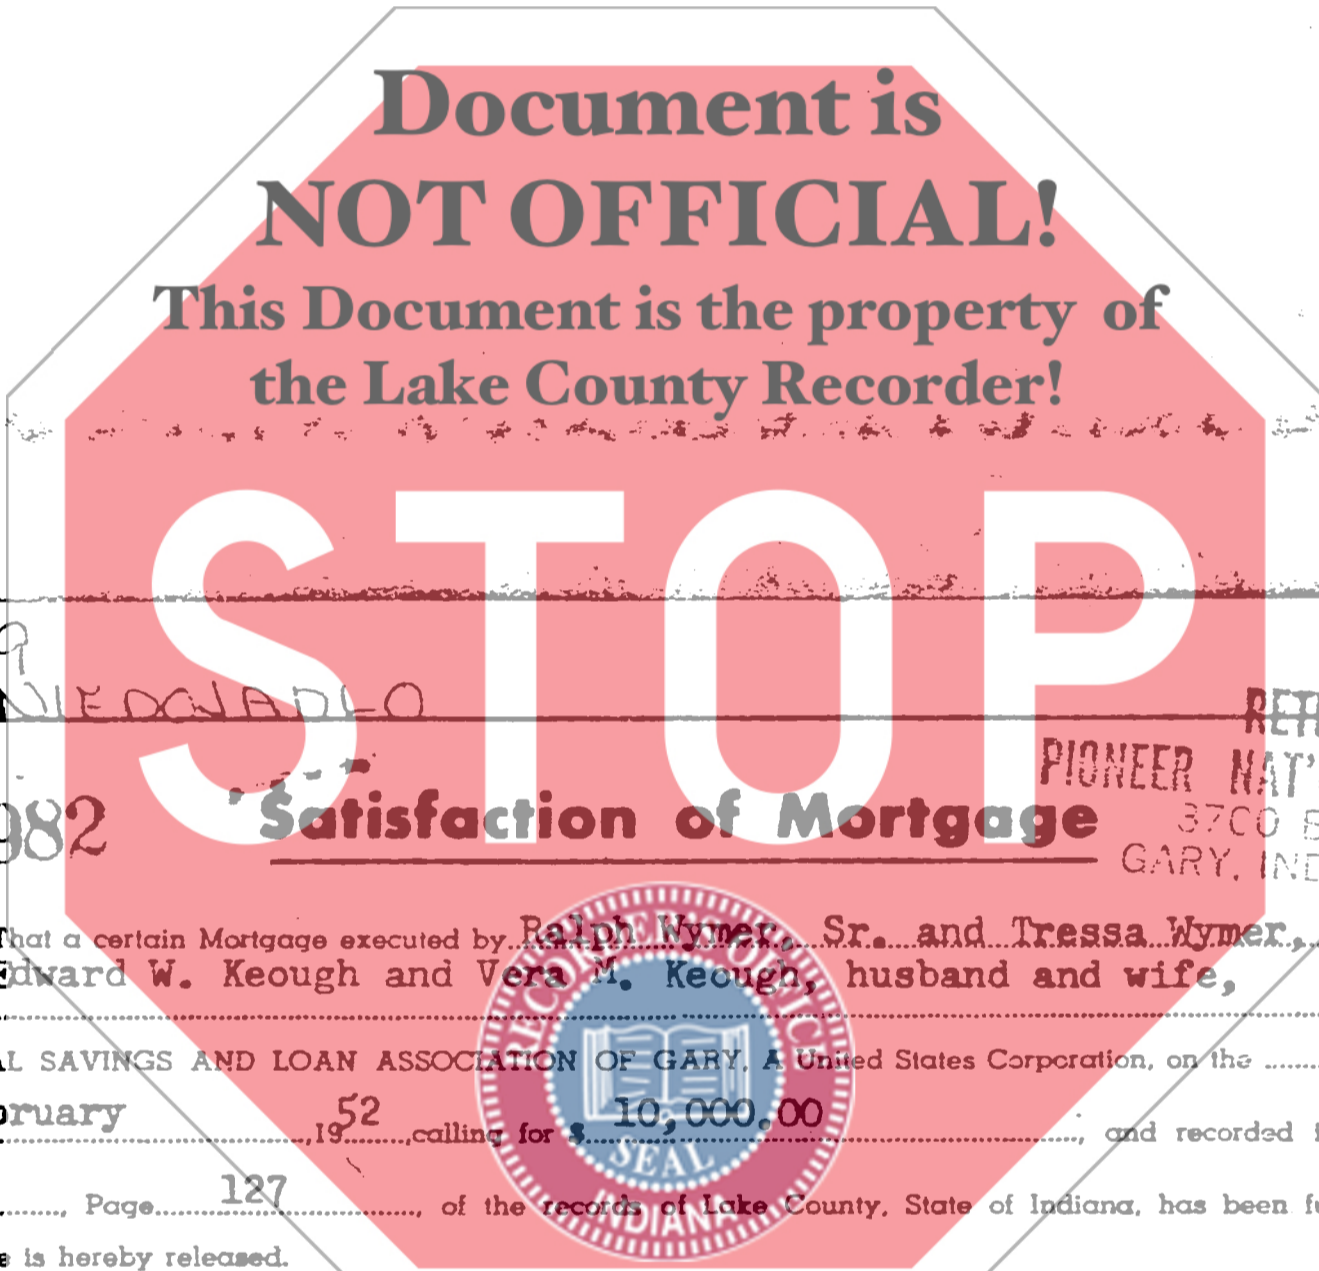 Document is
NOT OFFICIAL!
This Document is the property of
the Lake County Recorder!
STOP
9
NIEDWIADLO
PIONEER NAT'
982
Satisfaction of Mortgage
3700
GARY, IND
That a certain Mortgage executed by Ralph Wymer, Sr. and Tressa Wymer,
Edward W. Keough and Vera M. Keough, husband and wife,
L SAVINGS AND LOAN ASSOCIATION OF GARY, A United States Corporation, on the
bruary 1952 calling for $ 10,000.00, and recorded
, Page 127, of the records of Lake County, State of Indiana, has been fu
e is hereby released.
RECORDER'S OFFICE
SEAL
INDIANA